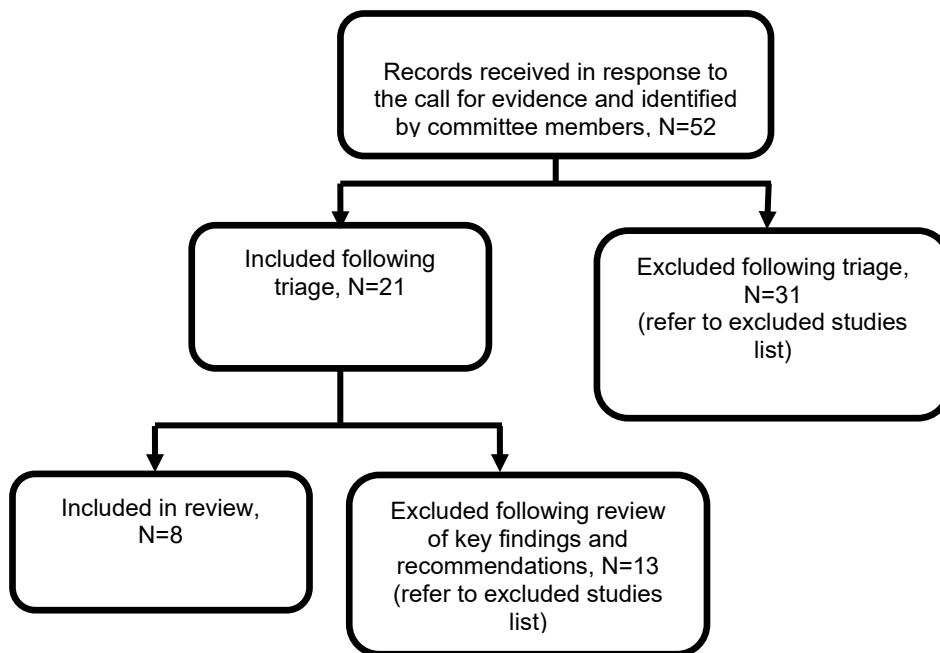 Records received in response to
the call for evidence and identified
by committee members, N=52
Included following
triage, N=21
Excluded following triage,
N=31
(refer to excluded studies
list)
Included in review,
N=8
Excluded following review
of key findings and
recommendations, N=13
(refer to excluded studies
list)